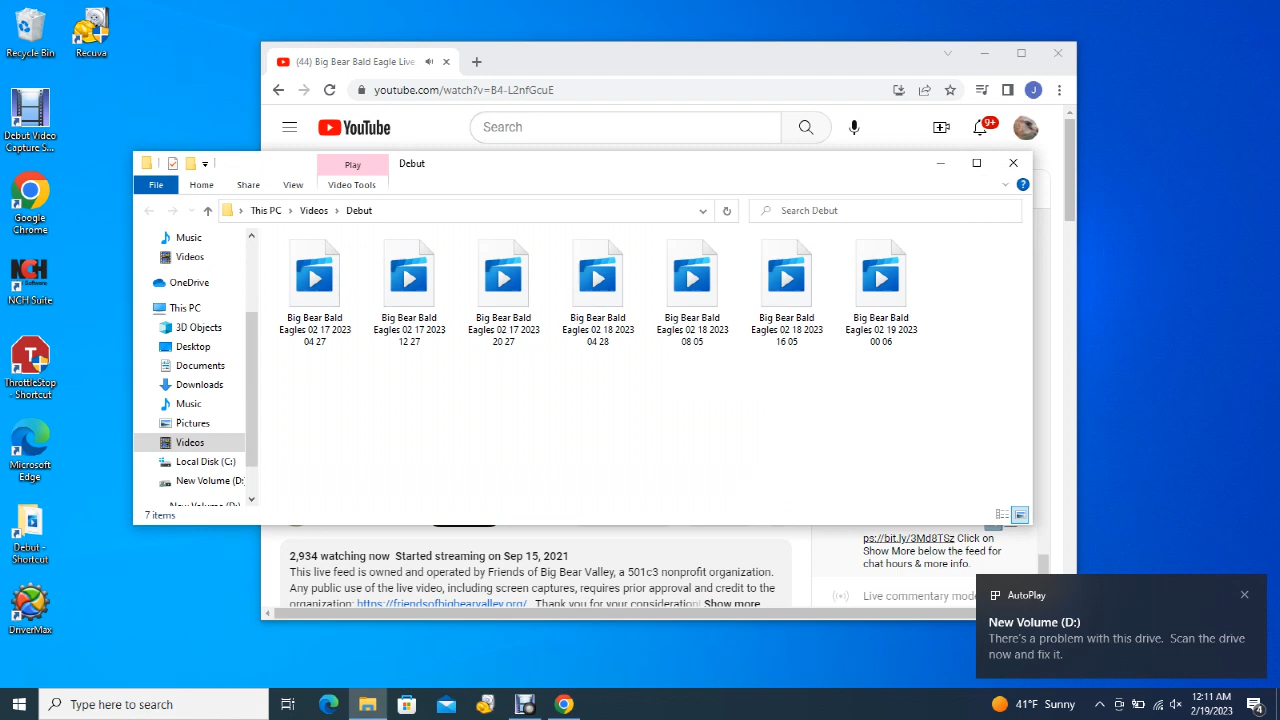 Recycle Bin
Recuva
Debut Video
Capture S...
Google
Chrome
NCH Software
NCH Suite
ThrottleStop
- Shortcut
Microsoft
Edge
Debut -
Shortcut
DriverMax
(44) Big Bear Bald Eagle Live
youtube.com/watch?v=B4-L2nfGcuE
J
YouTube
Search
9+
Play
Debut
File
Home
Share
View
Video Tools
This PC > Videos > Debut
Search Debut
Music
Videos
OneDrive
This PC
3D Objects
Desktop
Documents
Downloads
Music
Pictures
Videos
Local Disk (C:)
New Volume (D:
New Volume (D:)
Big Bear Bald
Eagles 02 17 2023
04 27
Big Bear Bald
Eagles 02 17 2023
12 27
Big Bear Bald
Eagles 02 17 2023
20 27
Big Bear Bald
Eagles 02 18 2023
04 28
Big Bear Bald
Eagles 02 18 2023
08 05
Big Bear Bald
Eagles 02 18 2023
16 05
Big Bear Bald
Eagles 02 19 2023
00 06
7 items
2,934 watching now Started streaming on Sep 15, 2021
This live feed is owned and operated by Friends of Big Bear Valley, a 501c3 nonprofit organization.
Any public use of the live video, including screen captures, requires prior approval and credit to the
organization: https://friendsofbigbearvalley.org/ Thank you for your consideration! Show more
ps://bit.ly/3Md8TSz Click on
Show More below the feed for
chat hours & more info.
Live commentary mode
AutoPlay
New Volume (D:)
There's a problem with this drive. Scan the drive
now and fix it.
Type here to search
41°F Sunny
12:11 AM
2/19/2023
4